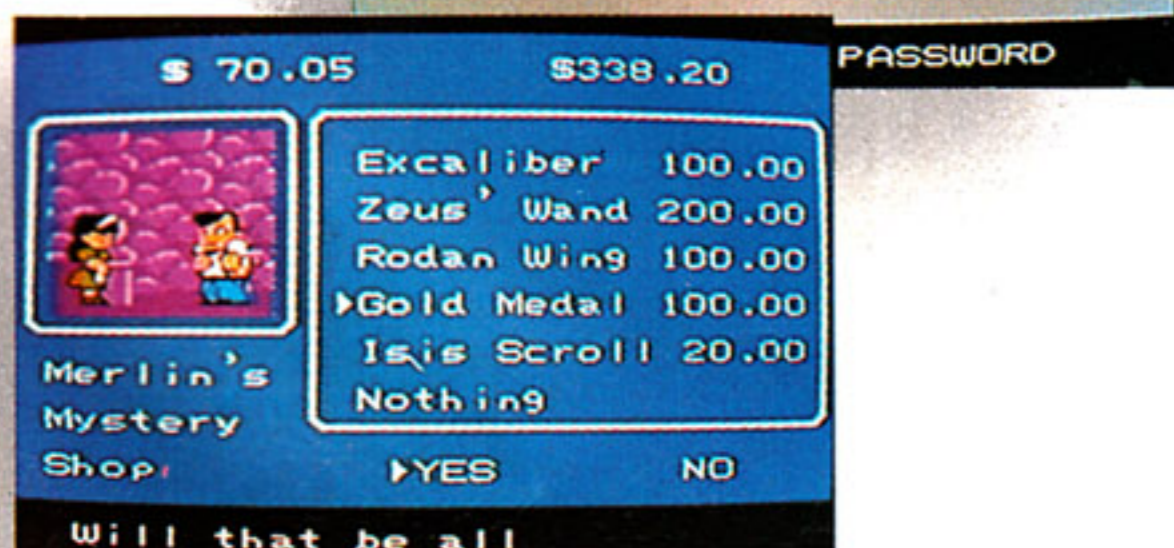 PASSWORD
$ 70.05 $338.20
Excaliber 100.00
Zeus' Wand 200.00
Rodan Wing 100.00
Gold Medal 100.00
Isis Scroll 20.00
Nothing
Merlin's
Mystery
Shop
YES NO
Will that be all